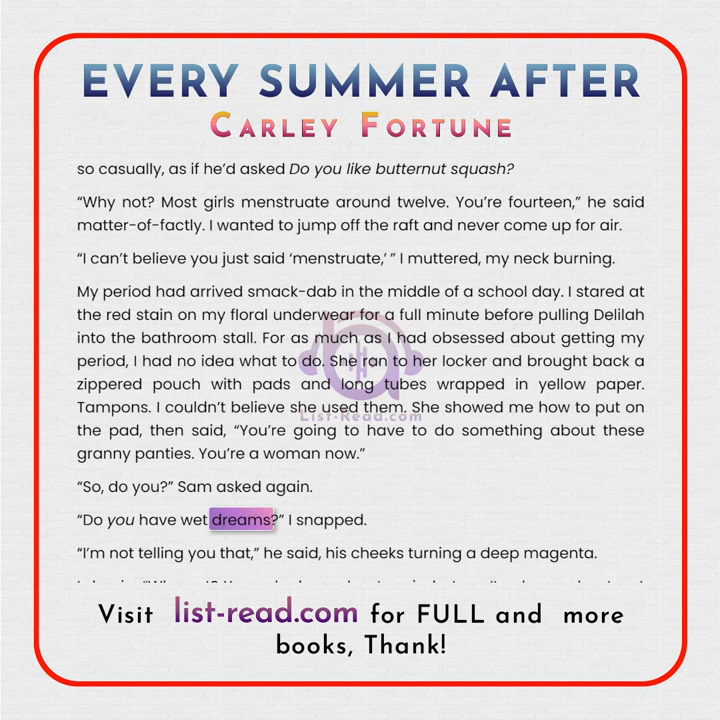 EVERY SUMMER AFTER
CARLEY FORTUNE
so casually, as if he’d asked Do you like butternut squash?
“Why not? Most girls menstruate around twelve. You’re fourteen,” he said
matter-of-factly. I wanted to jump off the raft and never come up for air.
“I can’t believe you just said ‘menstruate,’ ” I muttered, my neck burning.
My period had arrived smack-dab in the middle of a school day. I stared at
the red stain on my floral underwear for a full minute before pulling Delilah
into the bathroom stall. For as much as I had obsessed about getting my
period, I had no idea what to do. She ran to her locker and brought back a
zippered pouch with pads and long tubes wrapped in yellow paper.
Tampons. I couldn’t believe she used them. She showed me how to put on
the pad, then said, “You’re going to have to do something about these
granny panties. You’re a woman now.”
“So, do you?” Sam asked again.
“Do you have wet dreams?” I snapped.
“I’m not telling you that,” he said, his cheeks turning a deep magenta.
List-Read.com
Visit list-read.com for FULL and more
books, Thank!